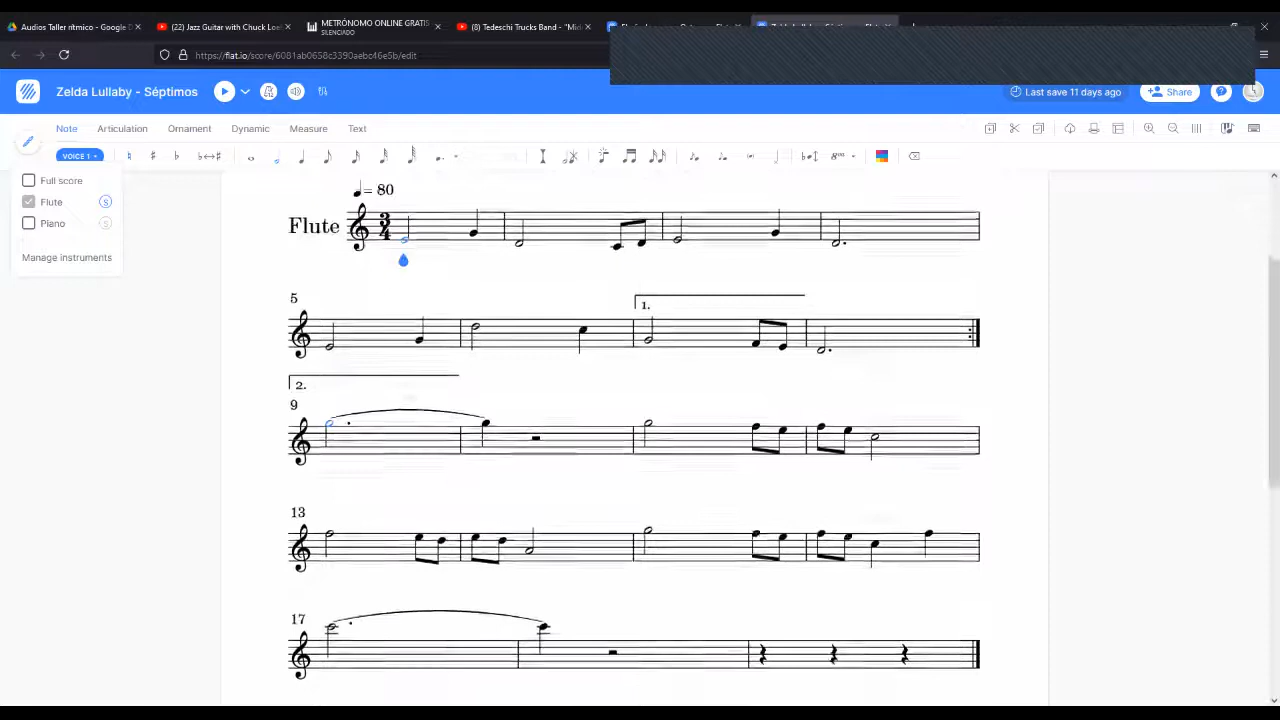 Audios Taller rítmico - Google D
(22) Jazz Guitar with Chuck Loe
METRÓNOMO ONLINE GRATIS
SILENCIADO
(8) Tedeschi Trucks Band - "Mid
https://flat.io/score/6081ab0658c3390aebc46e5b/edit
Zelda Lullaby - Séptimos
Last save 11 days ago
Share
Note
Articulation
Ornament
Dynamic
Measure
Text
VOICE 1
Full score
Flute
S
Piano
S
Manage instruments
= 80
Flute
3
4
5
1.
2.
9
13
17